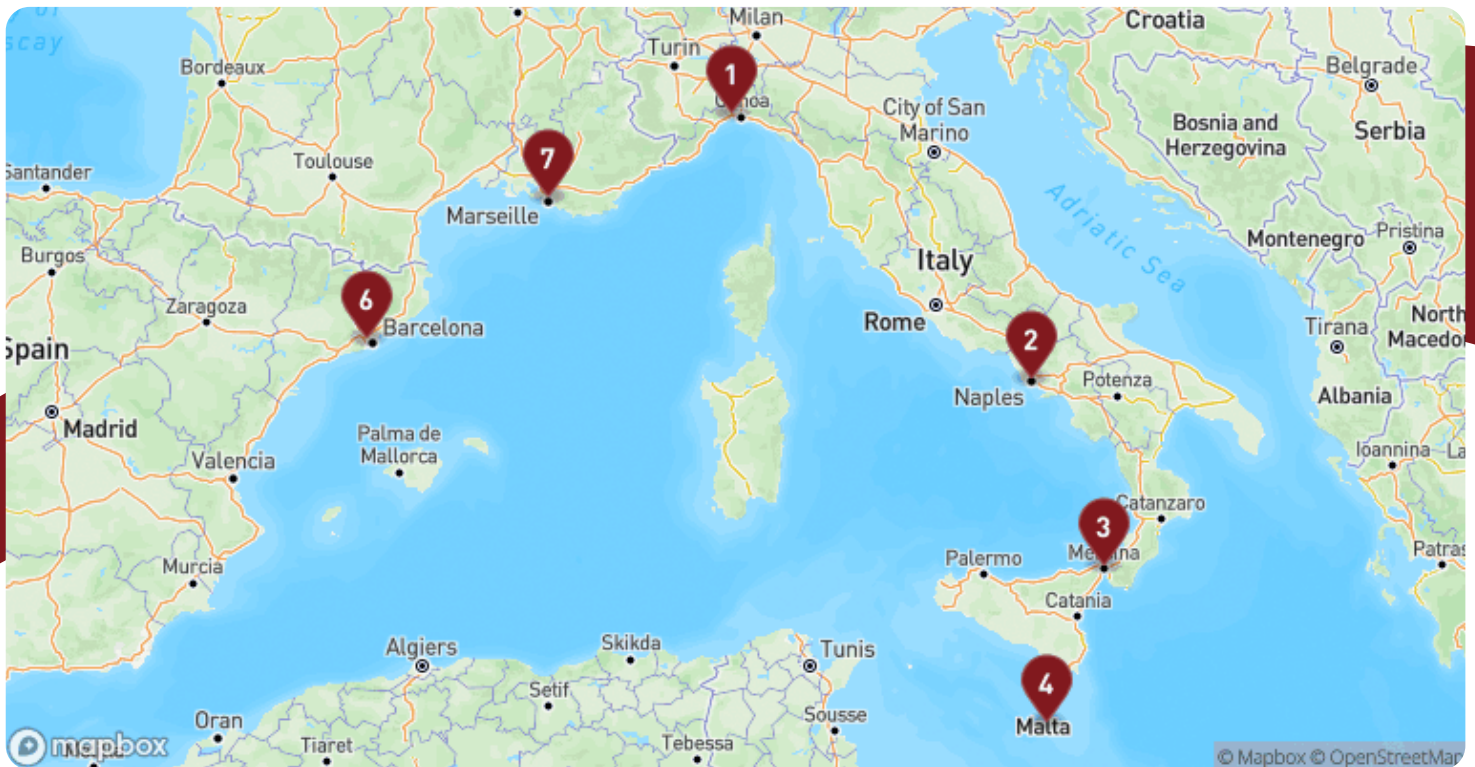 Milan
Croatia
Turin
Bordeaux
Belgrade
1
City of San
Marino
Bosnia and
Herzegovina
Serbia
Toulouse
7
Santander
Marseille
Adriatic Sea
Montenegro
Pristina
Burgos
Italy
6
Zaragoza
Barcelona
Rome
North
Macedo
Tirana
2
Spain
Naples
Potenza
Albania
Madrid
Palma de
Mallorca
Valencia
Ioannina
La
Catanzaro
3
Palermo
Patras
Murcia
Catania
Algiers
Skikda
Tunis
4
Setif
Malta
Oran
Sousse
mapbox
Tiaret
Tebessa
© Mapbox © OpenStreetMap